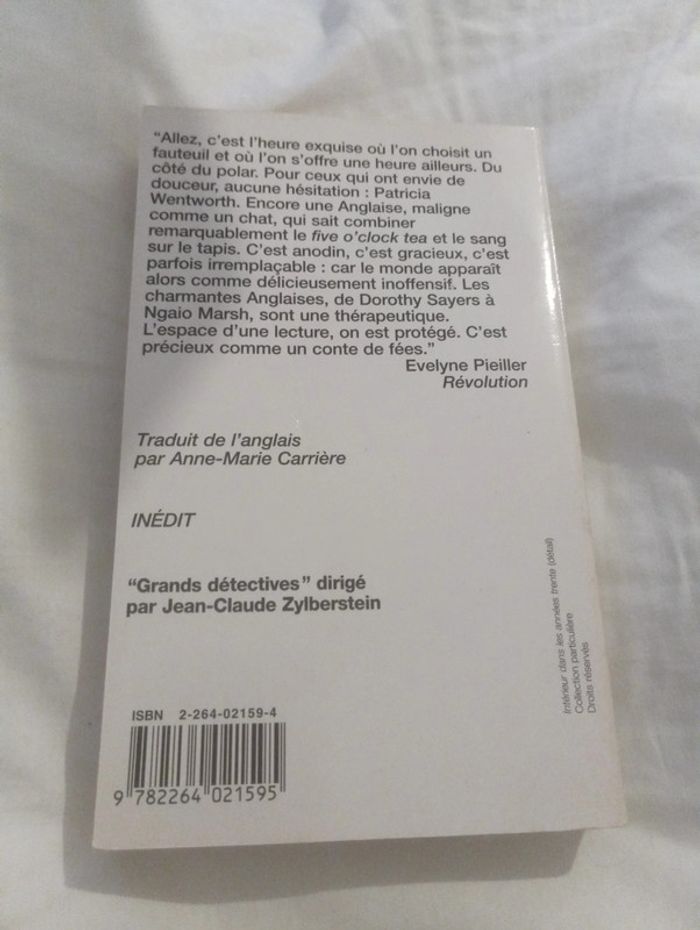 “Allez, c’est l’heure exquise où l’on choisit un
fauteuil et où l’on s’offre une heure ailleurs. Du
côté du polar. Pour ceux qui ont envie de
douceur, aucune hésitation : Patricia
Wentworth. Encore une Anglaise, maligne
comme un chat, qui sait combiner
remarquablement le five o’clock tea et le sang
sur le tapis. C’est anodin, c’est gracieux, c’est
parfois irremplaçable : car le monde apparaît
alors comme délicieusement inoffensif. Les
charmantes Anglaises, de Dorothy Sayers à
Ngaio Marsh, sont une thérapeutique.
L’espace d’une lecture, on est protégé. C’est
précieux comme un conte de fées.”
Evelyne Pieiller
Révolution
Traduit de l’anglais
par Anne-Marie Carrière
INÉDIT
“Grands détectives” dirigé
par Jean-Claude Zylberstein
Intérieur dans les années trente (détail)
Collection particulière
Droits réservés
ISBN 2-264-02159-4
9 782264 021595